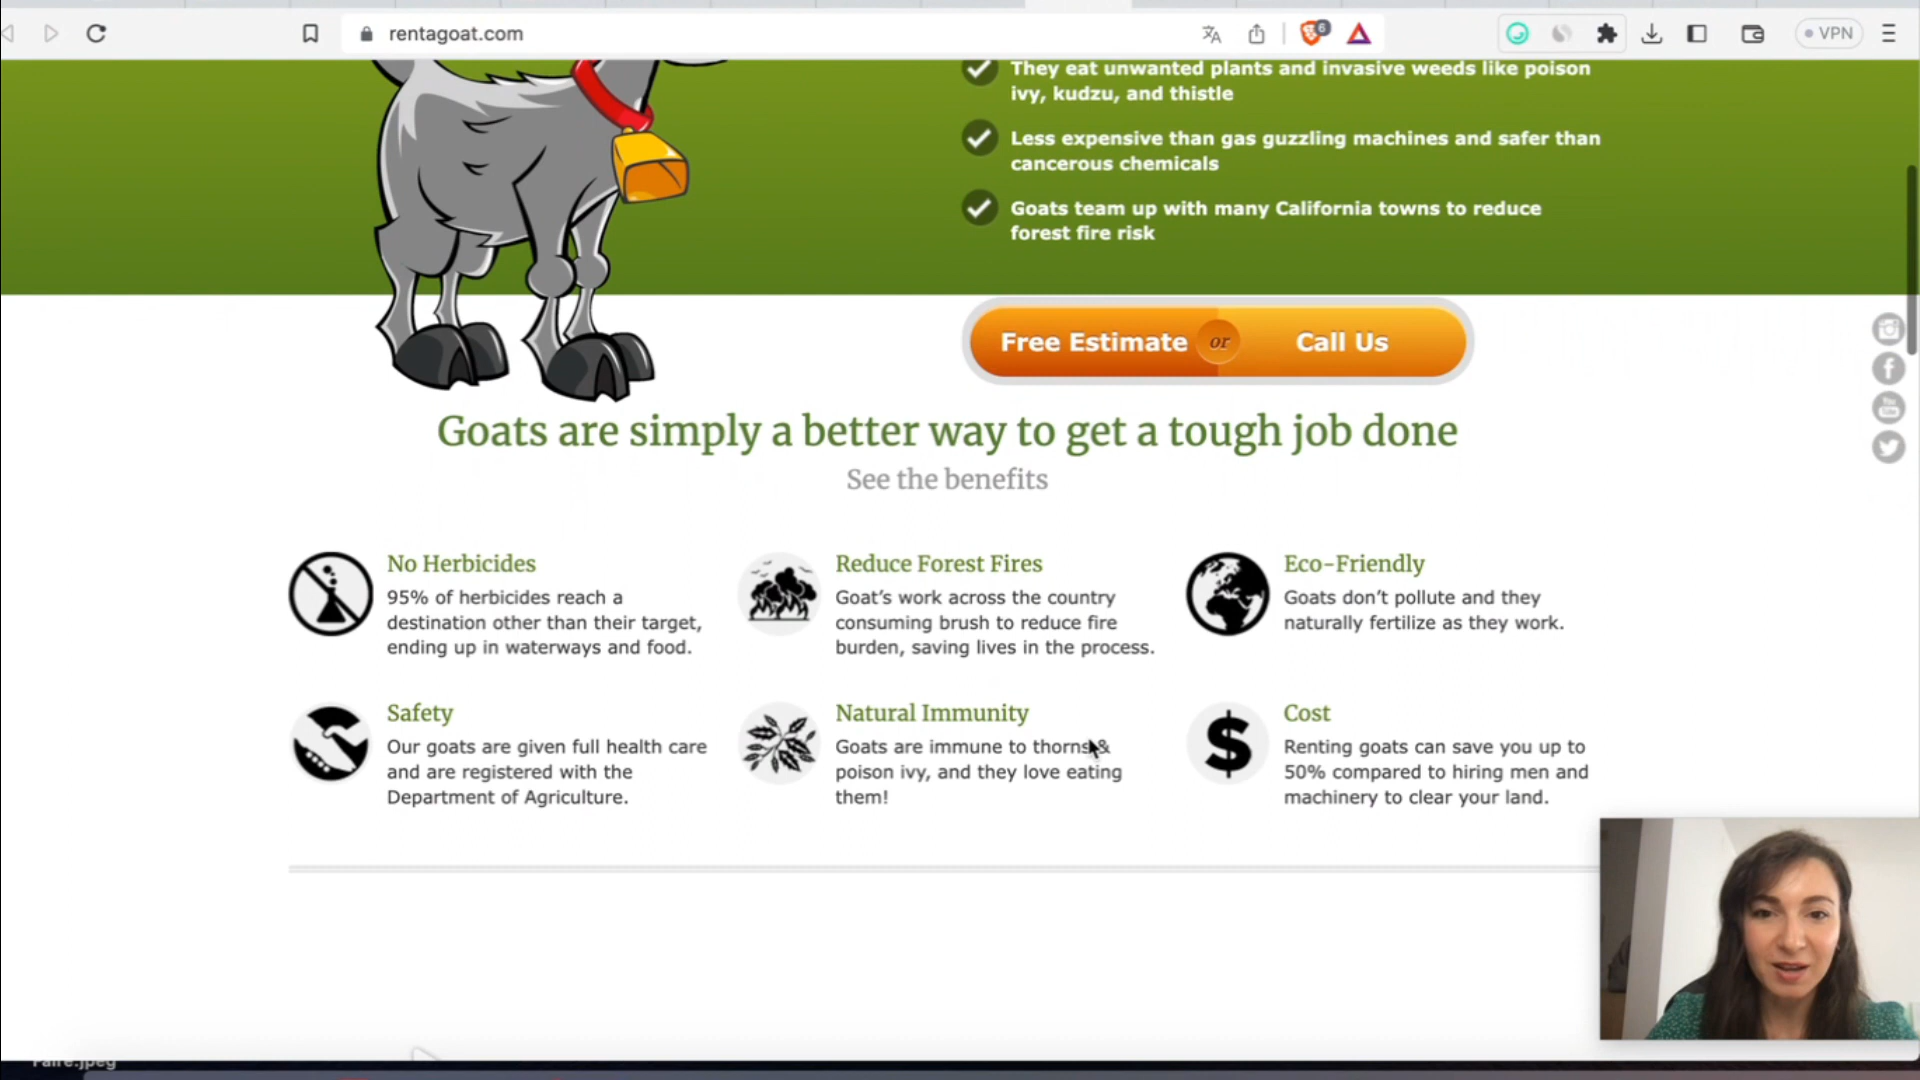 rentagoat.com
6
VPN
They eat unwanted plants and invasive weeds like poison
ivy, kudzu, and thistle
Less expensive than gas guzzling machines and safer than
cancerous chemicals
Goats team up with many California towns to reduce
forest fire risk
Free Estimate or Call Us
Goats are simply a better way to get a tough job done
See the benefits
No Herbicides
95% of herbicides reach a
destination other than their target,
ending up in waterways and food.
Reduce Forest Fires
Goat’s work across the country
consuming brush to reduce fire
burden, saving lives in the process.
Eco-Friendly
Goats don’t pollute and they
naturally fertilize as they work.
Safety
Our goats are given full health care
and are registered with the
Department of Agriculture.
Natural Immunity
Goats are immune to thorns &
poison ivy, and they love eating
them!
$
Cost
Renting goats can save you up to
50% compared to hiring men and
machinery to clear your land.